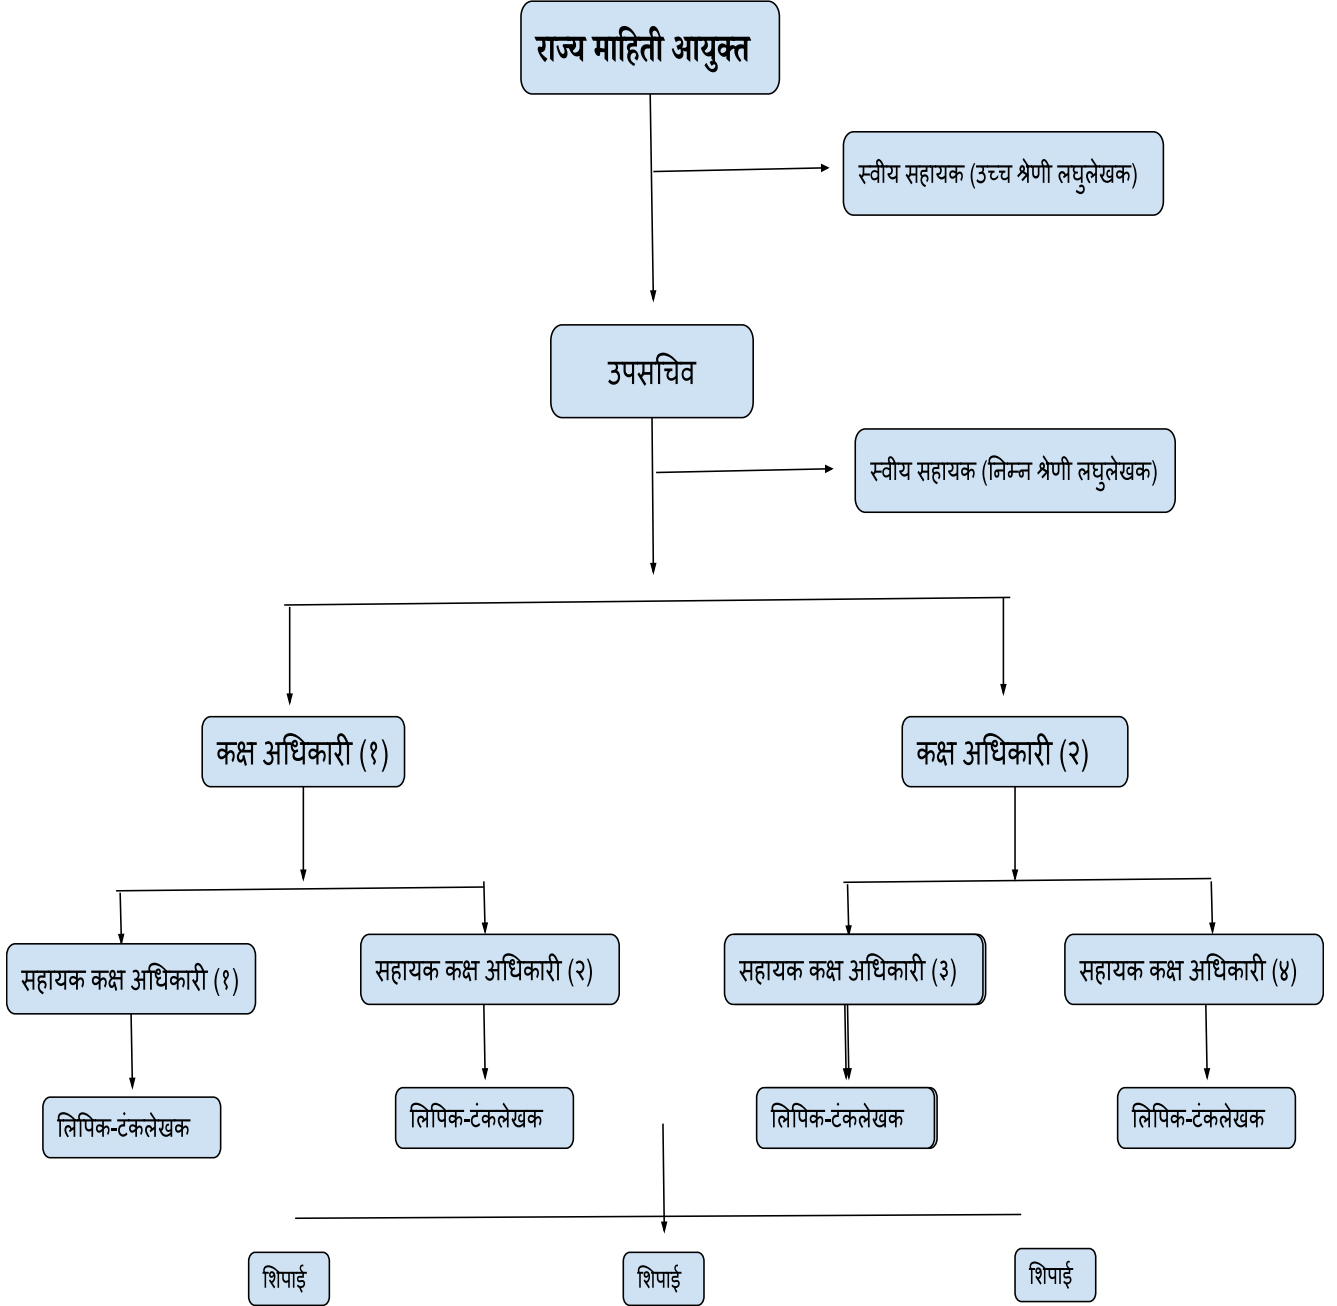 राज्य माहिती आयुक्त
स्वीय सहायक (उच्च श्रेणी लघुलेखक)
उपसचिव
स्वीय सहायक (निम्न श्रेणी लघुलेखक)
कक्ष अधिकारी (१)
कक्ष अधिकारी (२)
सहायक कक्ष अधिकारी (१)
सहायक कक्ष अधिकारी (२)
सहायक कक्ष अधिकारी (३)
सहायक कक्ष अधिकारी (४)
लिपिक-टंकलेखक
लिपिक-टंकलेखक
लिपिक-टंकलेखक
लिपिक-टंकलेखक
शिपाई
शिपाई
शिपाई